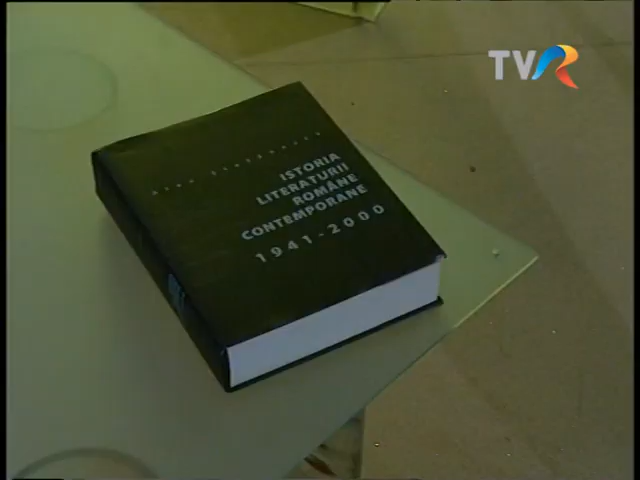 TVR
ISTORIA
LITERATURII
ROMÂNE
CONTEMPORANE
1941-2000